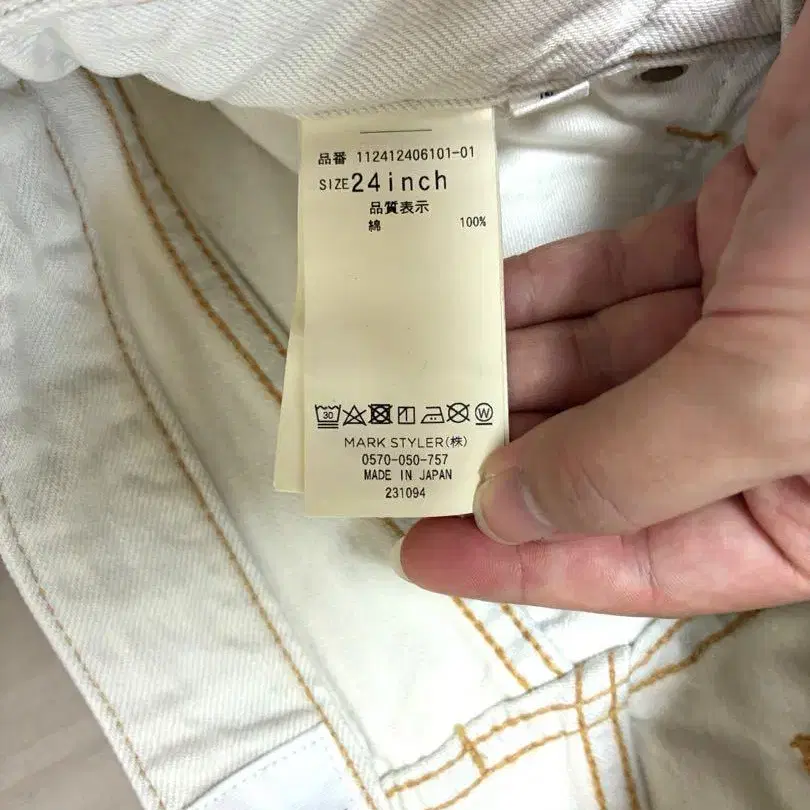 品番 112412406101-01
SIZE 24inch
品質表示
綿 100%
30 W
MARK STYLER(株)
0570-050-757
MADE IN JAPAN
231094